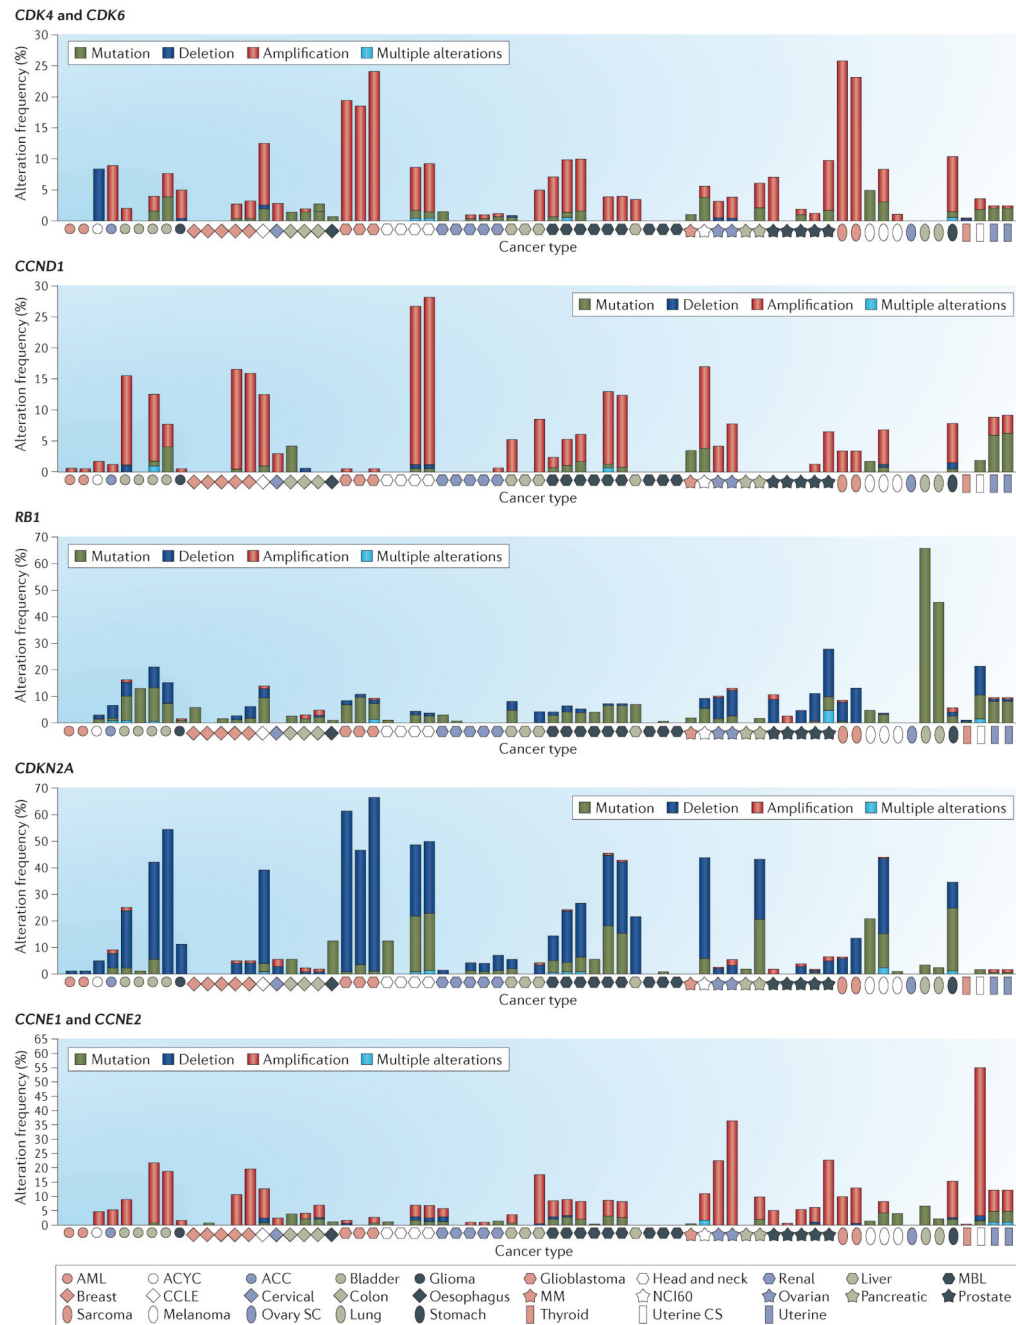 CDK4 and CDK6
Alteration frequency (%)
30
25
20
15
10
5
0
Mutation Deletion Amplification Multiple alterations
Cancer type
CCND1
Alteration frequency (%)
30
25
20
15
10
5
0
Mutation Deletion Amplification Multiple alterations
Cancer type
RB1
Alteration frequency (%)
70
60
50
40
30
20
10
0
Mutation Deletion Amplification Multiple alterations
Cancer type
CDKN2A
Alteration frequency (%)
70
60
50
40
30
20
10
0
Mutation Deletion Amplification Multiple alterations
Cancer type
CCNE1 and CCNE2
Alteration frequency (%)
65
60
55
50
45
40
35
30
25
20
15
10
5
0
Mutation Deletion Amplification Multiple alterations
Cancer type
AML ACYC ACC Bladder Glioma Glioblastoma Head and neck Renal Liver MBL
Breast CCLE Cervical Colon Oesophagus MM NCI60 Ovarian Pancreatic Prostate
Sarcoma Melanoma Ovary SC Lung Stomach Thyroid Uterine CS Uterine